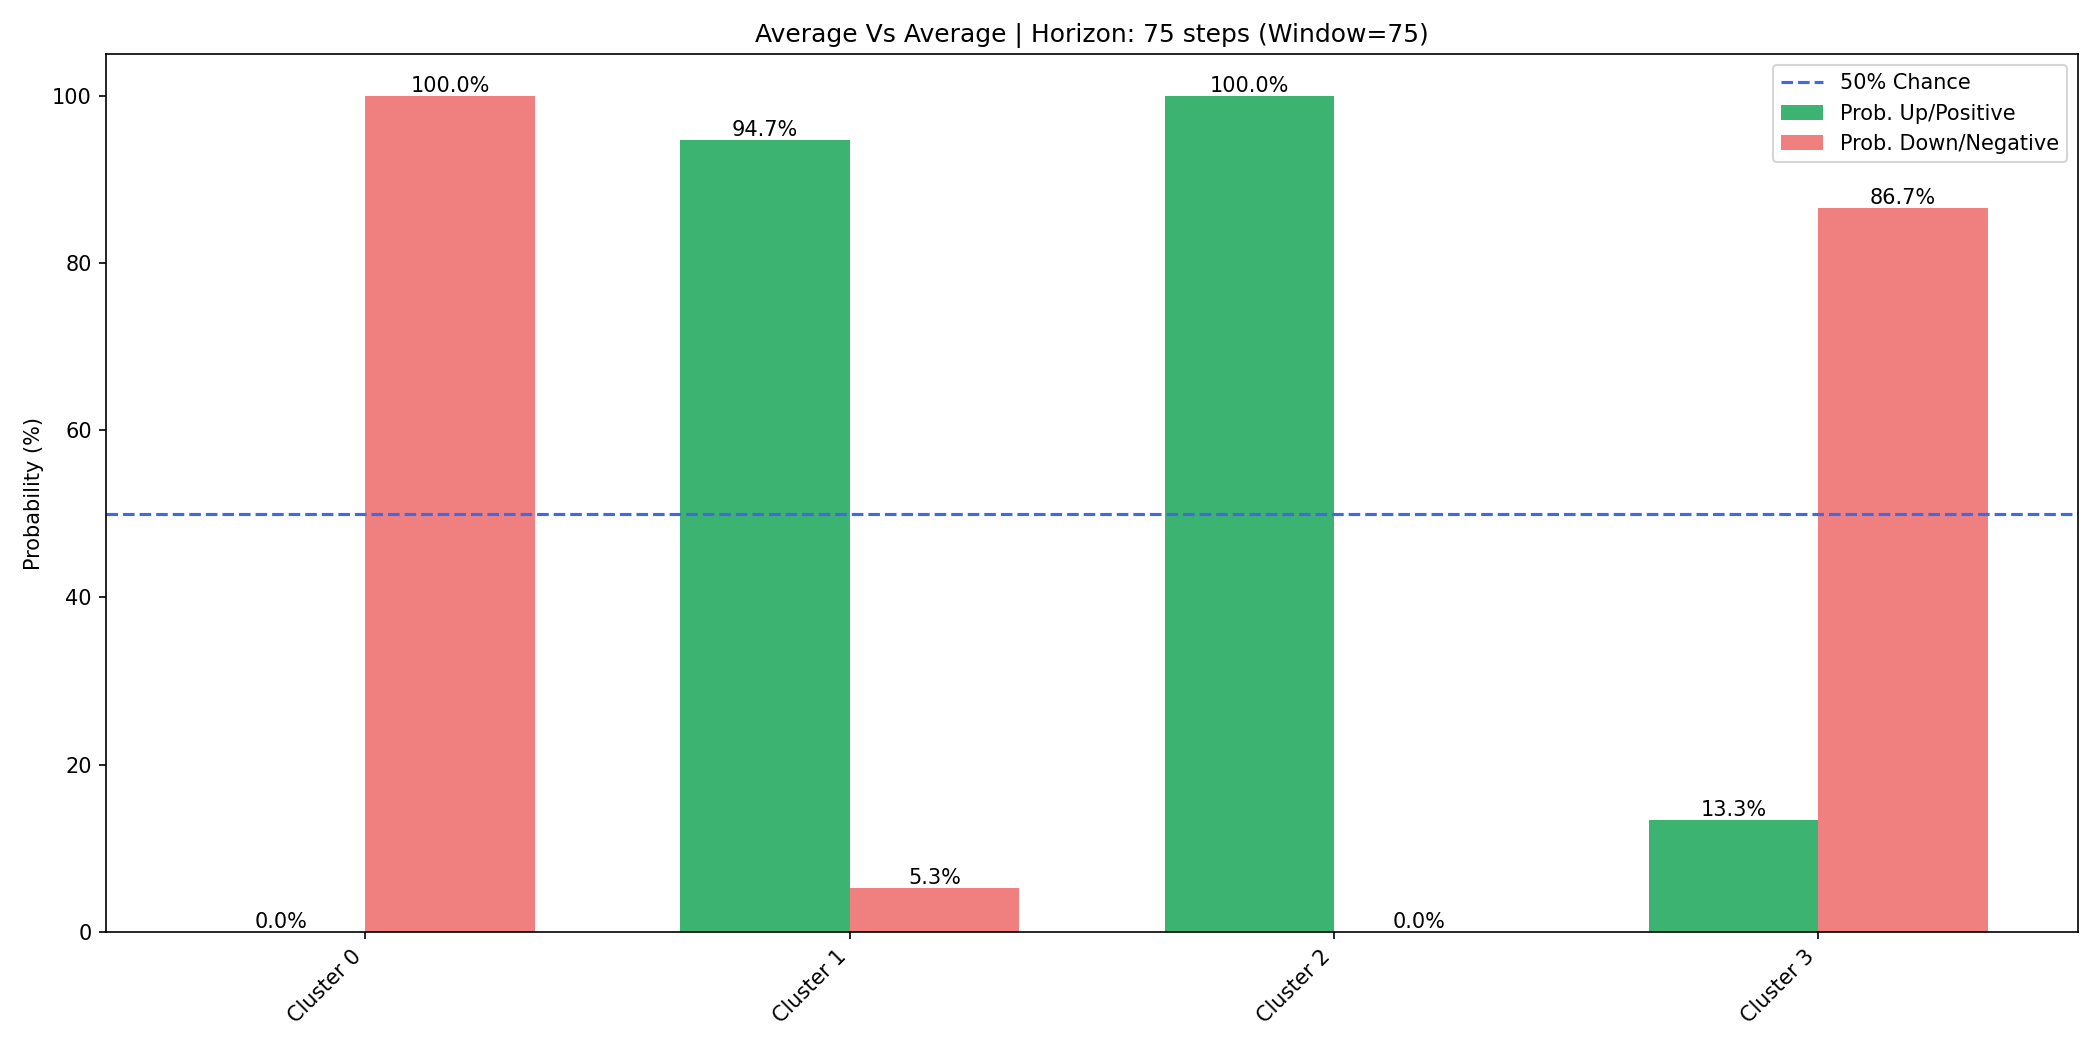 Average Vs Average | Horizon: 75 steps (Window=75)
50% Chance
Prob. Up/Positive
Prob. Down/Negative
Probability (%)
100
80
60
40
20
0
0.0%
100.0%
94.7%
5.3%
100.0%
0.0%
13.3%
86.7%
Cluster 0
Cluster 1
Cluster 2
Cluster 3